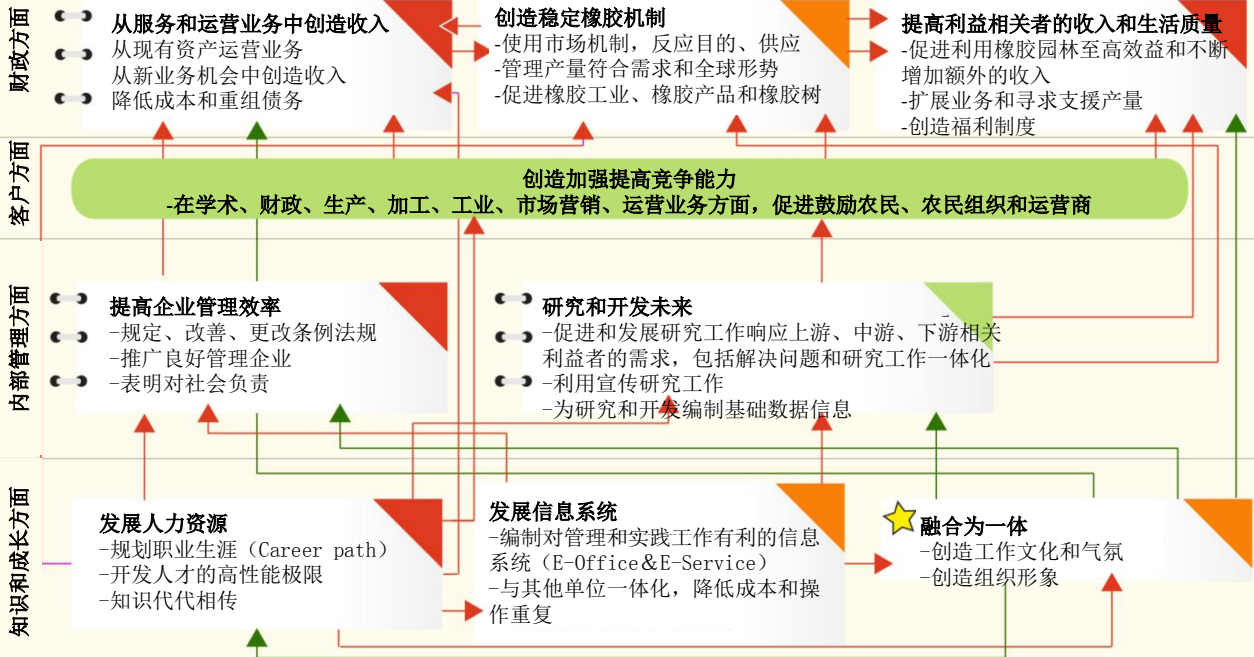 财政方面
从服务和运营业务中创造收入
从现有资产运营业务
从新业务机会中创造收入
降低成本和重组债务
创造稳定橡胶机制
-使用市场机制，反应目的、供应
-管理产量符合需求和全球形势
-促进橡胶工业、橡胶产品和橡胶树
提高利益相关者的收入和生活质量
-促进利用橡胶园林至高效益和不断
增加额外的收入
-扩展业务和寻求支援产量
-创造福利制度
客户方面
创造加强提高竞争能力
-在学术、财政、生产、加工、工业、市场营销、运营业务方面，促进鼓励农民、农民组织和运营商
内部管理方面
提高企业管理效率
-规定、改善、更改条例法规
-推广良好管理企业
-表明对社会负责
研究和开发未来
-促进和发展研究工作响应上游、中游、下游相关
利益者的需求，包括解决问题和研究工作一体化
-利用宣传研究工作
-为研究和开发编制基础数据信息
知识和成长方面
发展人力资源
-规划职业生涯（Career path）
-开发人才的高性能极限
-知识代代相传
发展信息系统
-编制对管理和实践工作有利的信息
系统（E-Office＆E-Service）
-与其他单位一体化，降低成本和操
作重复
融合为一体
-创造工作文化和气氛
-创造组织形象